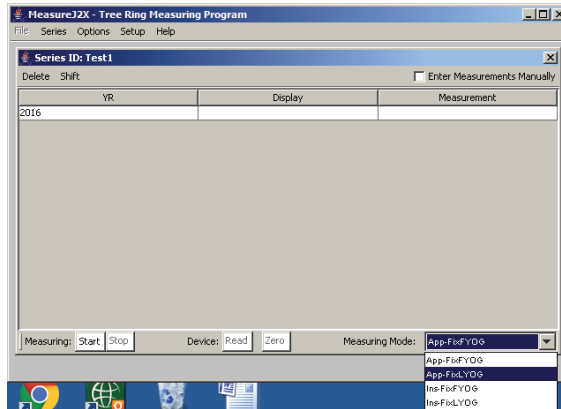 MeasureJ2X - Tree Ring Measuring Program
File Series Options Setup Help
Series ID: Test1
Delete Shift Enter Measurements Manually
YR Display Measurement
2016
Measuring: Start Stop Device: Read Zero Measuring Mode: App-FixFYOG
App-FixFYOG
App-FixLYOG
Ins-FixFYOG
Ins-FixLYOG